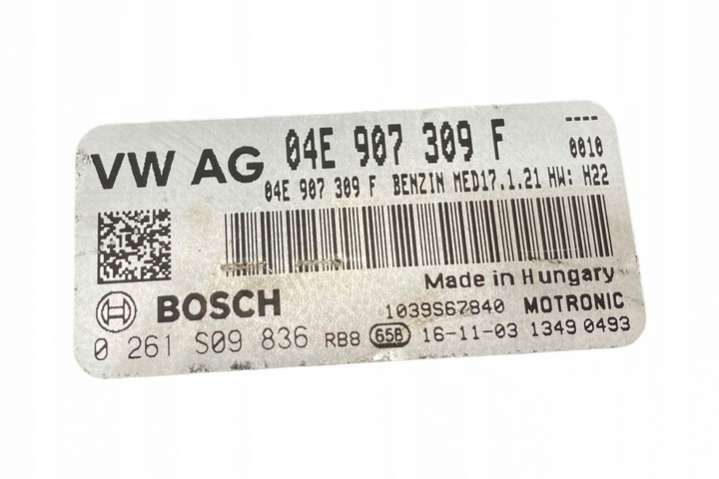 VW AG 04E 907 309 F ----
0010
04E 907 309 F BENZIN MED17.1.21 HW: H22
Made in Hungary
BOSCH 1039S67840 MOTRONIC
0 261 S09 836 RB8 658 16-11-03 1349 0493